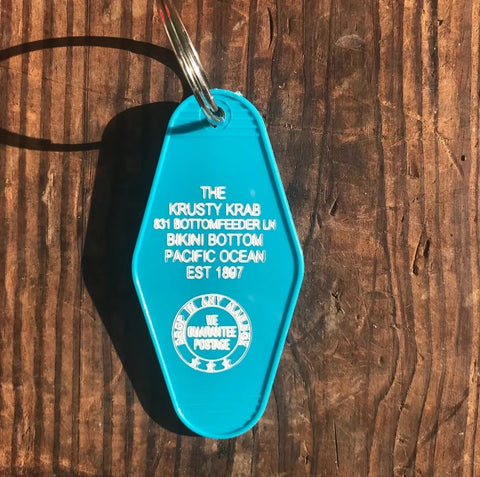 THE
KRUSTY KRAB
831 BOTTOMFEEDER LN
BIKINI BOTTOM
PACIFIC OCEAN
EST 1897
DROP IN ANY MAILBOX
WE
GUARANTEE
POSTAGE